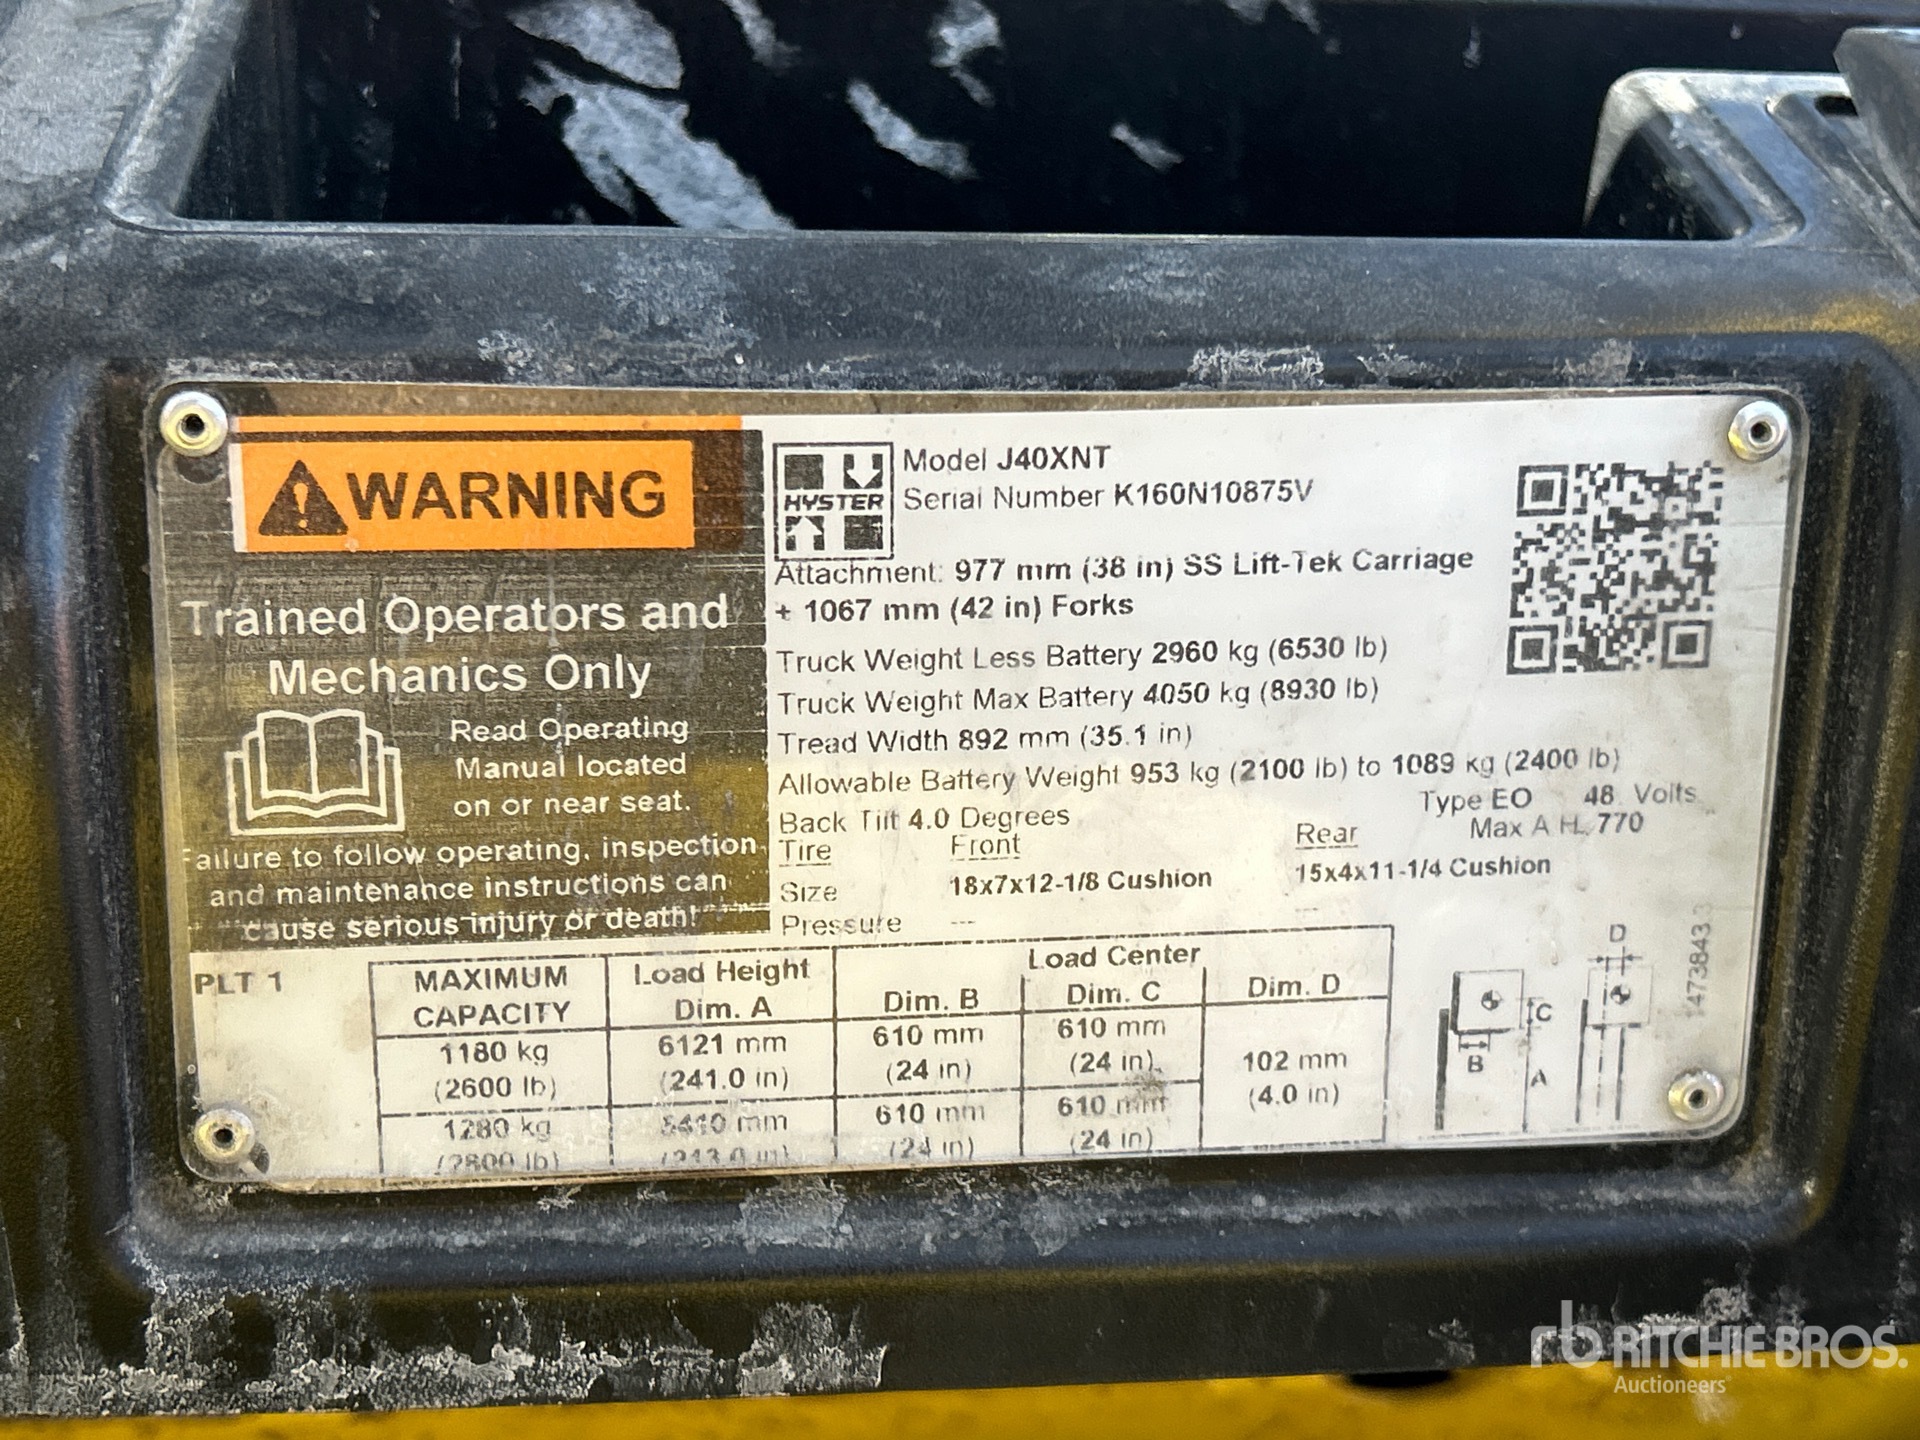 WARNING
Trained Operators and
Mechanics Only
Read Operating
Manual located
on or near seat.
Failure to follow operating, inspection
and maintenance instructions can
cause serious injury or death!
HYSTER
Model J40XNT
Serial Number K160N10875V
Attachment: 977 mm (38 in) SS Lift-Tek Carriage
+ 1067 mm (42 in) Forks
Truck Weight Less Battery 2960 kg (6530 lb)
Truck Weight Max Battery 4050 kg (8930 lb)
Tread Width 892 mm (35.1 in)
Allowable Battery Weight 953 kg (2100 lb) to 1089 kg (2400 lb)
Type EO 48 Volts
Back Tilt 4.0 Degrees Max A.H. 770
Tire Front Rear
Size 18x7x12-1/8 Cushion 15x4x11-1/4 Cushion
Pressure --- ---
PLT 1
MAXIMUM CAPACITY Load Height Dim. A Load Center
Dim. B Dim. C Dim. D
1180 kg 6121 mm 610 mm 610 mm 102 mm
(2600 lb) (241.0 in) (24 in) (24 in) (4.0 in)
1280 kg mm 610 mm 610 mm
(2800 lb) (213.0 in) (24 in) (24 in)
D
C
B
A
rb RITCHIE BROS.
Auctioneers